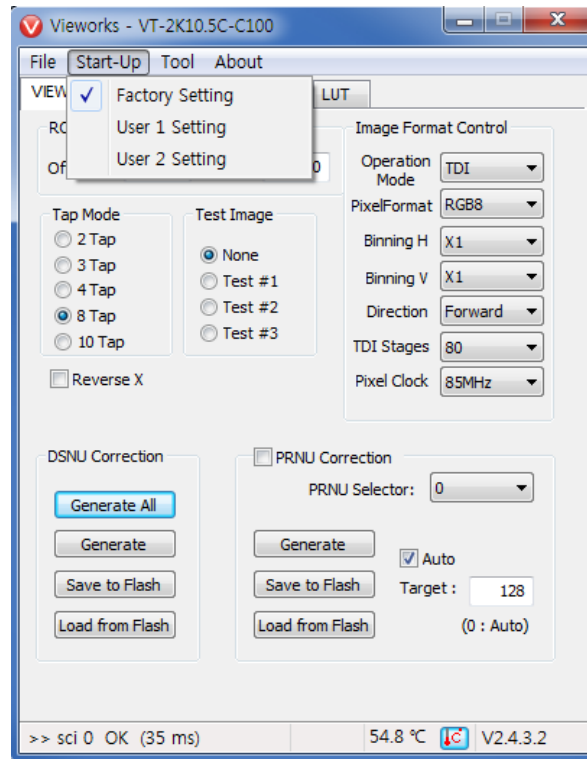 Vieworks - VT-2K10.5C-C100
File Start-Up Tool About
Factory Setting
User 1 Setting
User 2 Setting
VIEW
LUT
Of
0
Tap Mode
2 Tap
3 Tap
4 Tap
8 Tap
10 Tap
Test Image
None
Test #1
Test #2
Test #3
Reverse X
Image Format Control
Operation Mode TDI
PixelFormat RGB8
Binning H X1
Binning V X1
Direction Forward
TDI Stages 80
Pixel Clock 85MHz
DSNU Correction
Generate All
Generate
Save to Flash
Load from Flash
PRNU Correction
PRNU Selector: 0
Generate
Save to Flash
Load from Flash
Auto
Target : 128
(0 : Auto)
>> sci 0 OK (35 ms) 54.8 ℃ V2.4.3.2